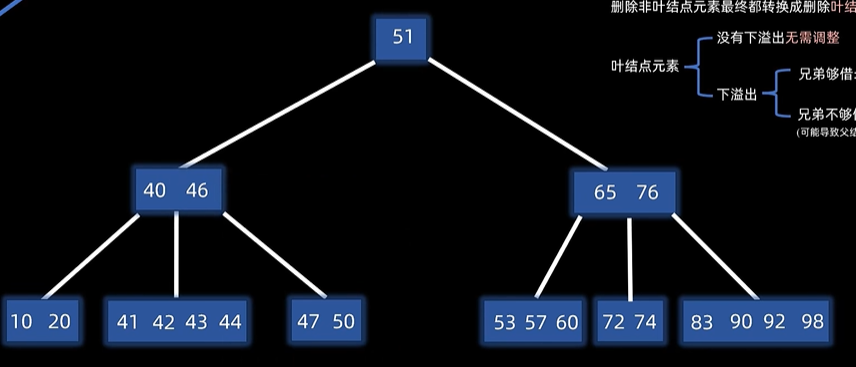 删除非叶结点元素最终都转换成删除叶结
51
没有下溢出无需调整
叶结点元素
兄弟够借
下溢出
兄弟不够
(可能导致父结
40 46
65 76
10 20
41 42 43 44
47 50
53 57 60
72 74
83 90 92 98